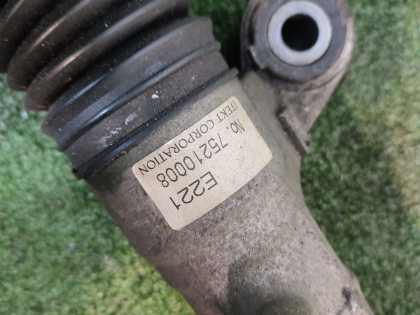 E221
No. 75210008
JTEKT CORPORATION